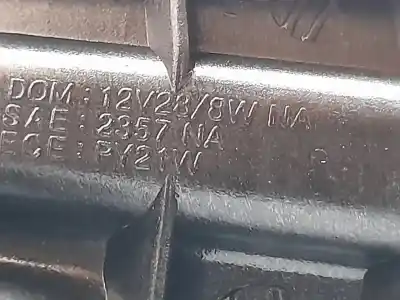 DOM: 12V28/8W NA
SAE: 2357 NA
ECE: PY21W